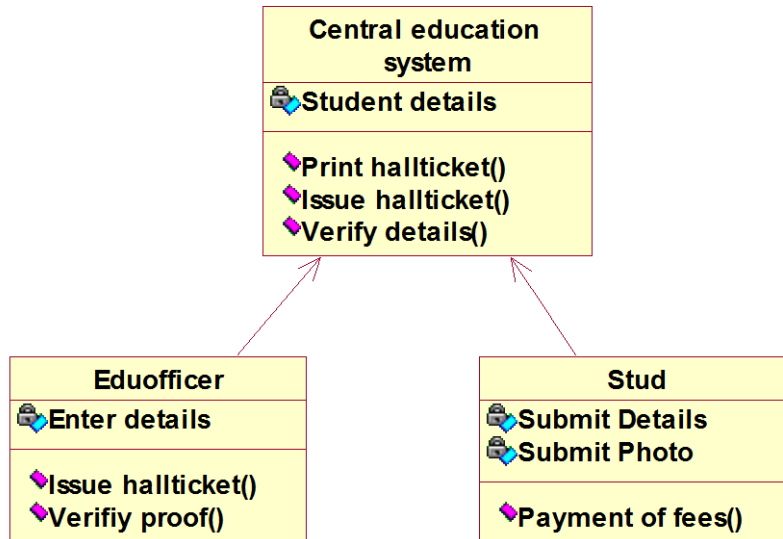 Central education
system
Student details
Print hallticket()
Issue hallticket()
Verify details()
Eduofficer
Enter details
Issue hallticket()
Verifiy proof()
Stud
Submit Details
Submit Photo
Payment of fees()